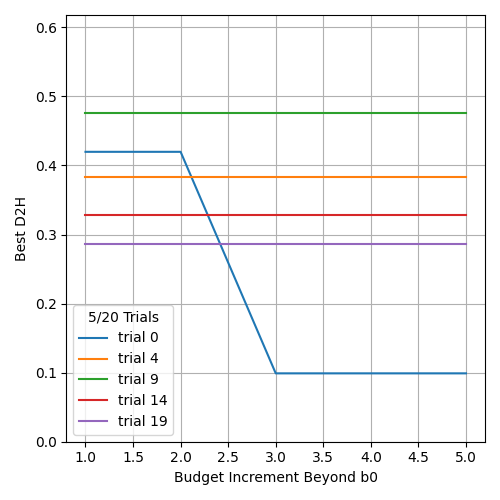 0.6
0.5
0.4
0.3
0.2
0.1
0.0
Best D2H
5/20 Trials
trial 0
trial 4
trial 9
trial 14
trial 19
1.0 1.5 2.0 2.5 3.0 3.5 4.0 4.5 5.0
Budget Increment Beyond b0